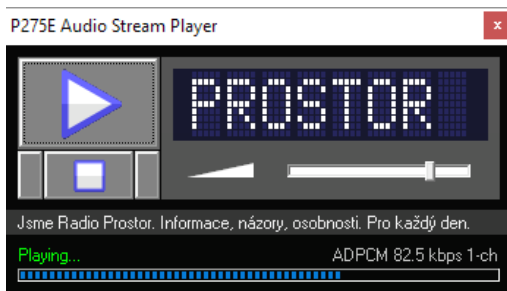 P275E Audio Stream Player
x
PROSTOR
Jsme Radio Prostor. Informace, názory, osobnosti. Pro každý den.
Playing... ADPCM 82.5 kbps 1-ch